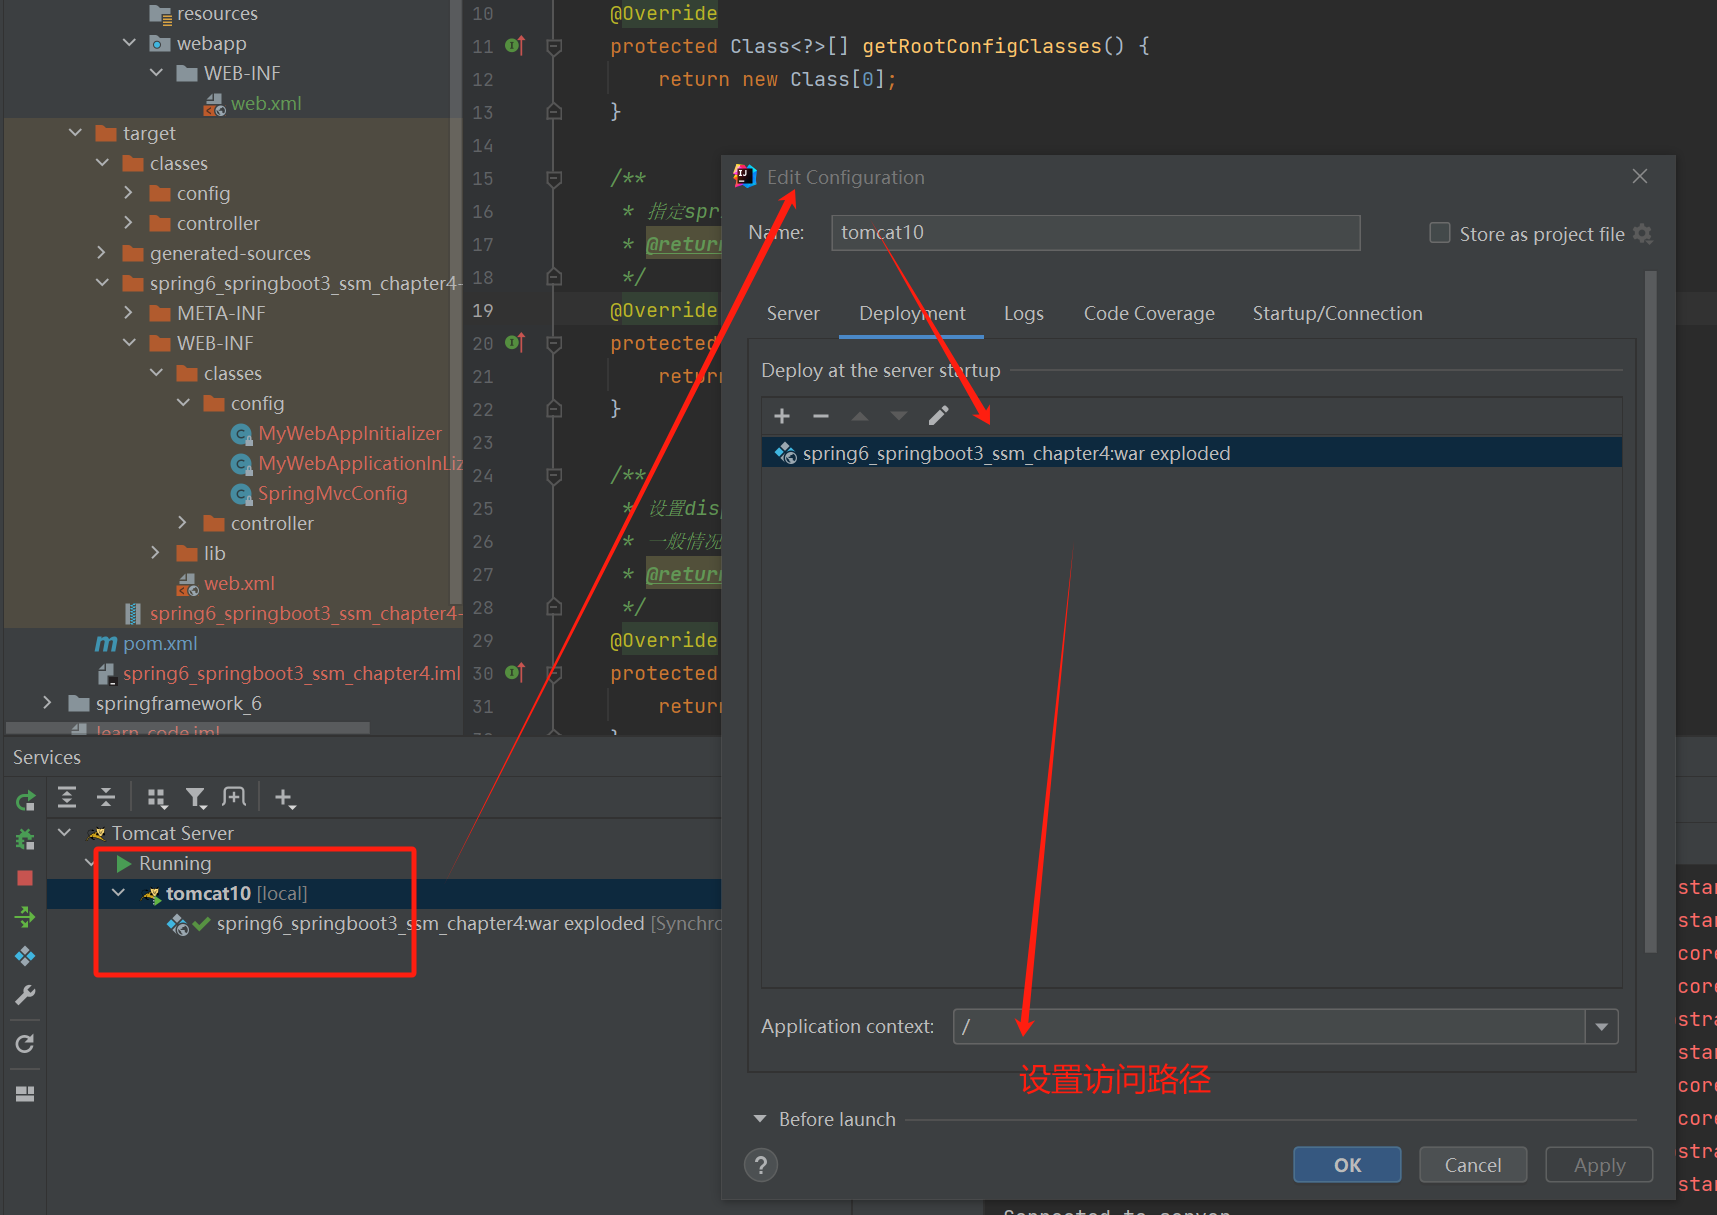 resources
webapp
WEB-INF
web.xml
target
classes
config
controller
generated-sources
spring6_springboot3_ssm_chapter4-
META-INF
WEB-INF
classes
config
MyWebAppInitializer
MyWebApplicationInLiz
SpringMvcConfig
controller
lib
web.xml
spring6_springboot3_ssm_chapter4-
pom.xml
spring6_springboot3_ssm_chapter4.iml
springframework_6
learn_code.iml
10 @Override
11 protected Class<?>[] getRootConfigClasses() {
12 return new Class[0];
13 }
14
15 /**
16 * 指定spr
17 * @return
18 */
19 @Override
20 protected
21 return
22 }
23
24 /**
25 * 设置dis
26 * 一般情况
27 * @return
28 */
29 @Override
30 protected
31 return
Edit Configuration
Name: tomcat10
Store as project file
Server Deployment Logs Code Coverage Startup/Connection
Deploy at the server startup
spring6_springboot3_ssm_chapter4:war exploded
Application context: /
设置访问路径
Before launch
? OK Cancel Apply
Services
Tomcat Server
Running
tomcat10 [local]
spring6_springboot3_ssm_chapter4:war exploded [Synchro
star
star
core
core
stra
star
core
core
stra
star
Connected to server